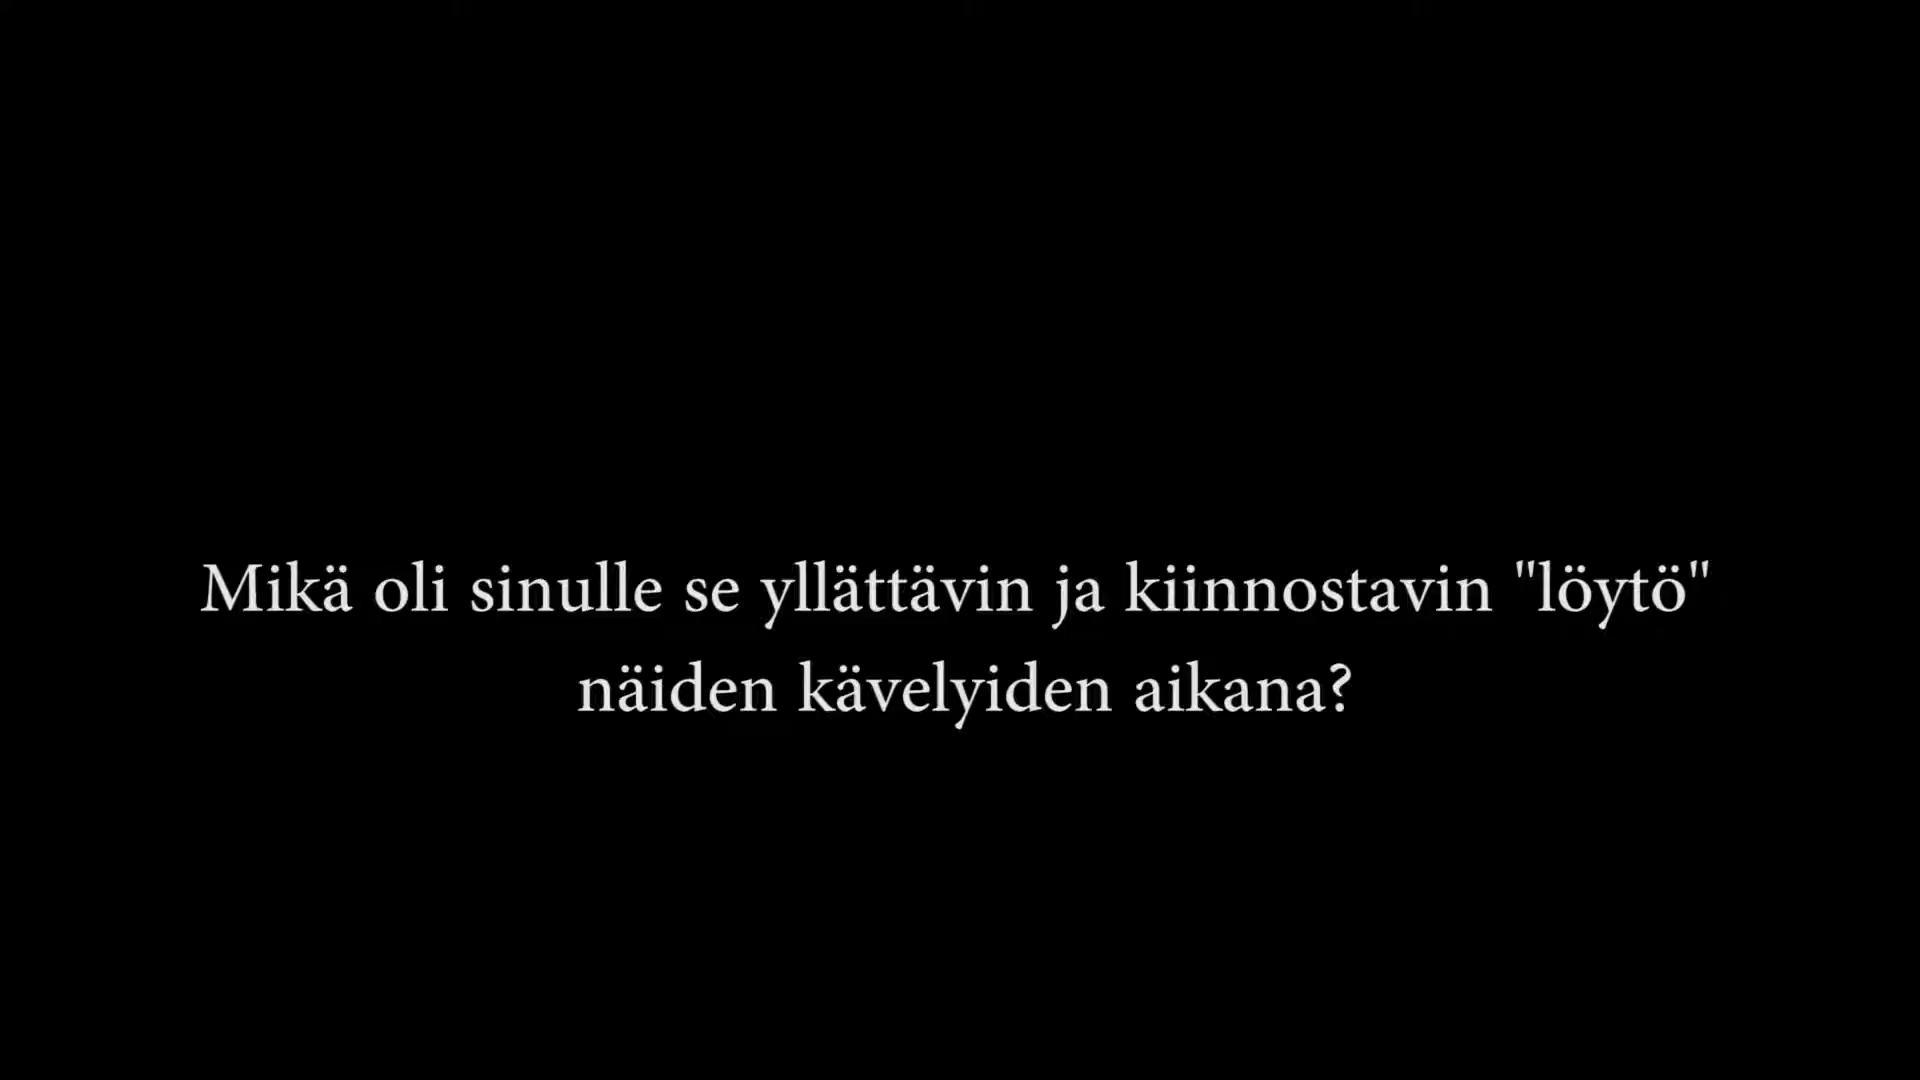 Mikä oli sinulle se yllättävin ja kiinnostavin "löytö"
näiden kävelyiden aikana?